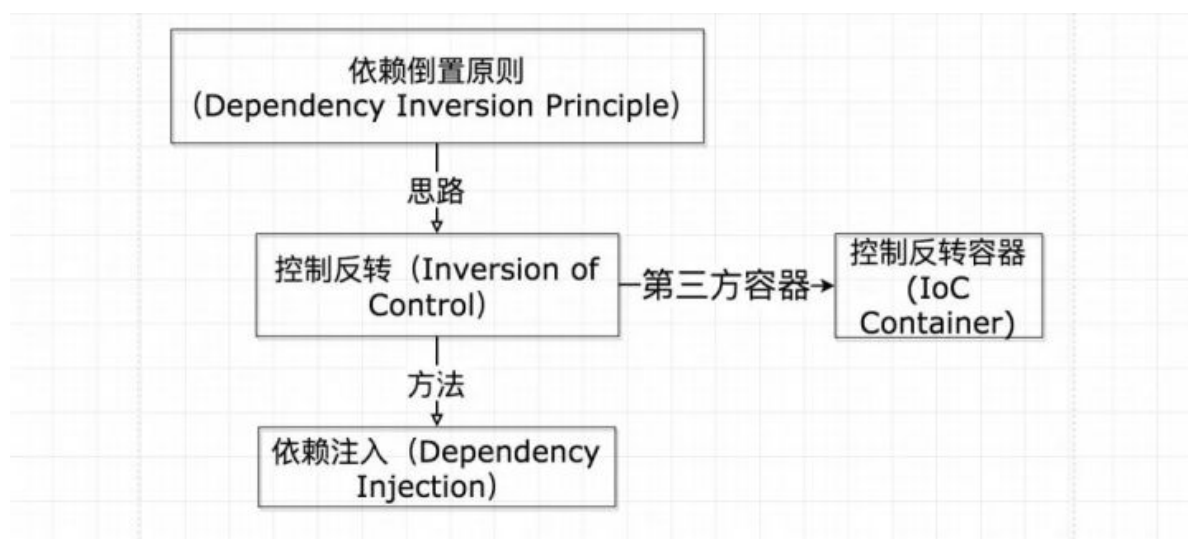 依赖倒置原则
（Dependency Inversion Principle）
思路
控制反转（Inversion of
Control）
第三方容器
控制反转容器
(IoC
Container)
方法
依赖注入（Dependency
Injection）